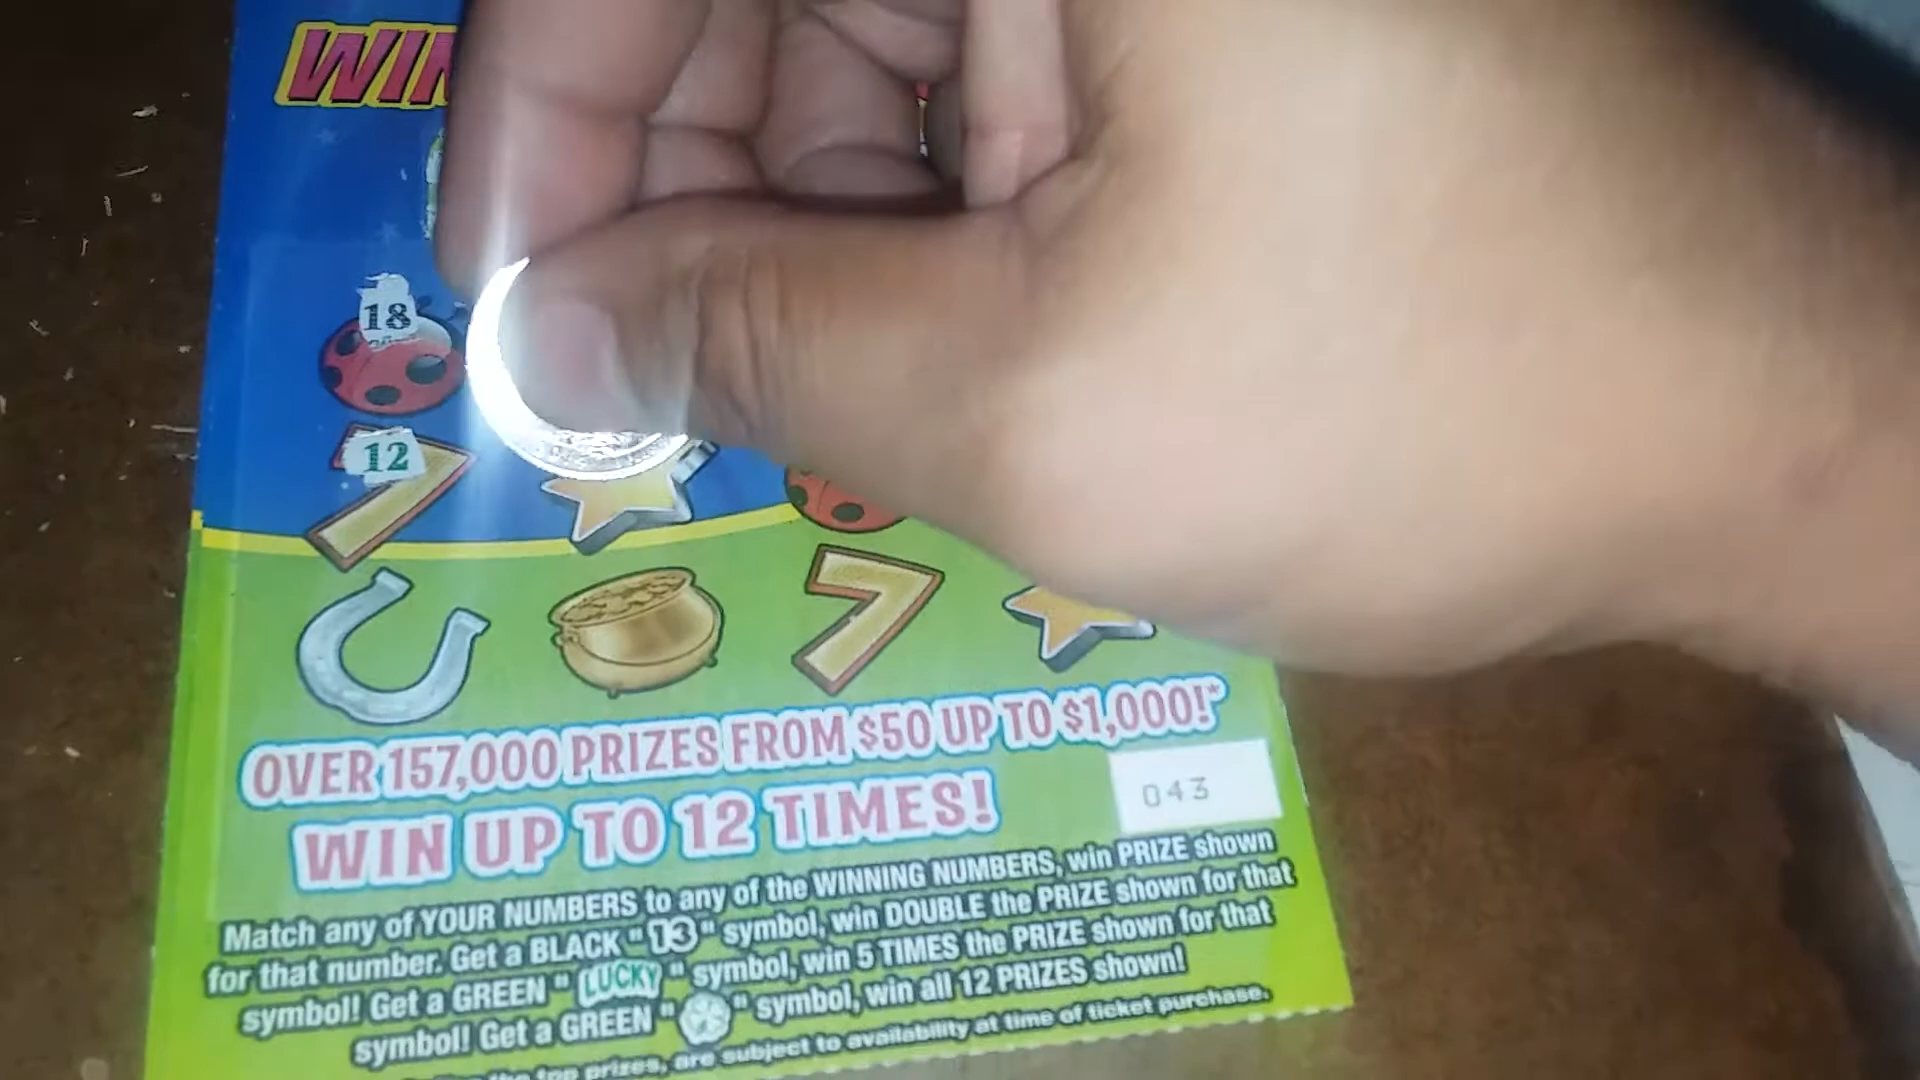 18
12
OVER 157,000 PRIZES FROM $50 UP TO $1,000!*
WIN UP TO 12 TIMES!
043
Match any of YOUR NUMBERS to any of the WINNING NUMBERS, win PRIZE shown
for that number. Get a BLACK "13" symbol, win DOUBLE the PRIZE shown for that
symbol! Get a GREEN "LUCKY" symbol, win 5 TIMES the PRIZE shown for that
symbol! Get a GREEN " " symbol, win all 12 PRIZES shown!
the top prizes, are subject to availability at time of ticket purchase.